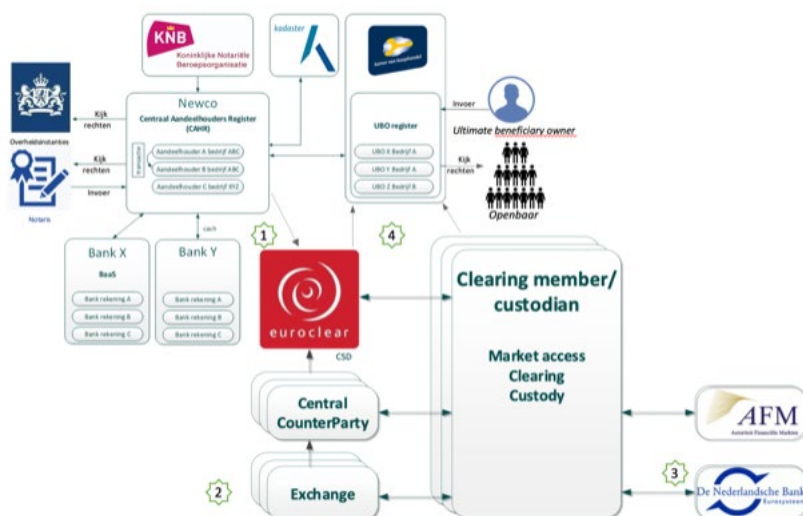 KNB
Koninklijke Notariële
Beroepsorganisatie
kadaster
kamer van koophandel
Newco
Centraal Aandeelhouders Register
(CAHR)
transactie
Aandeelhouder A bedrijf ABC
Aandeelhouder B bedrijf ABC
Aandeelhouder C bedrijf XYZ
Kijk
rechten
Overheidsinstanties
Kijk
rechten
Invoer
Notaris
UBO register
UBO X Bedrijf A
UBO Y Bedrijf A
UBO Z Bedrijf B
Invoer
Ultimate beneficiary owner
Kijk
rechten
Openbaar
Bank X
BaaS
Bank rekening A
Bank rekening B
Bank rekening C
cash
Bank Y
Bank rekening A
Bank rekening B
Bank rekening C
1
4
euroclear
CSD
Clearing member/
custodian
Market access
Clearing
Custody
Central
CounterParty
2
Exchange
AFM
Autoriteit Financiële Markten
3
De Nederlandsche Bank
Eurosysteem